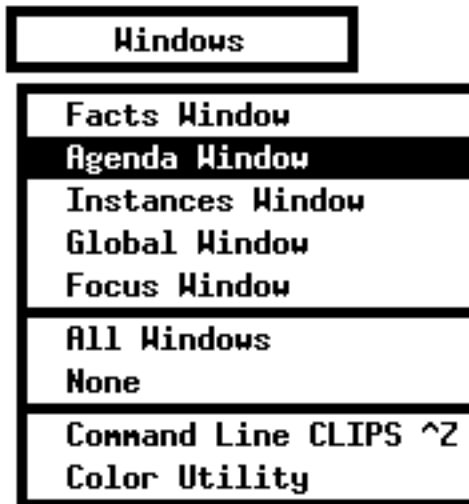 Windows
Facts Window
Agenda Window
Instances Window
Global Window
Focus Window
All Windows
None
Command Line CLIPS ^Z
Color Utility